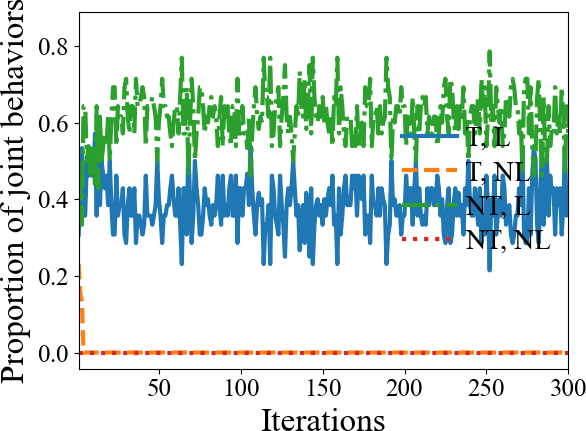 Proportion of joint behaviors
0.8
0.6
0.4
0.2
0.0
T, L
T, NL
NT, L
NT, NL
50
100
150
200
250
300
Iterations